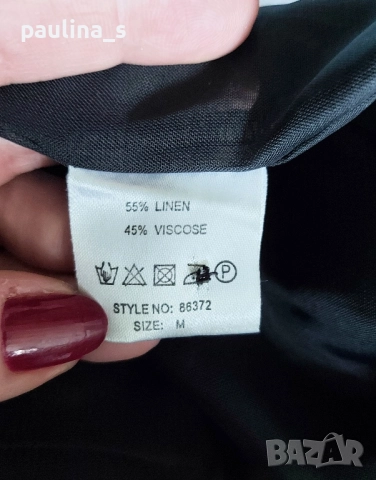 paulina_s
55% LINEN
45% VISCOSE
P
STYLE NO: 86372
SIZE: M
BAZAR